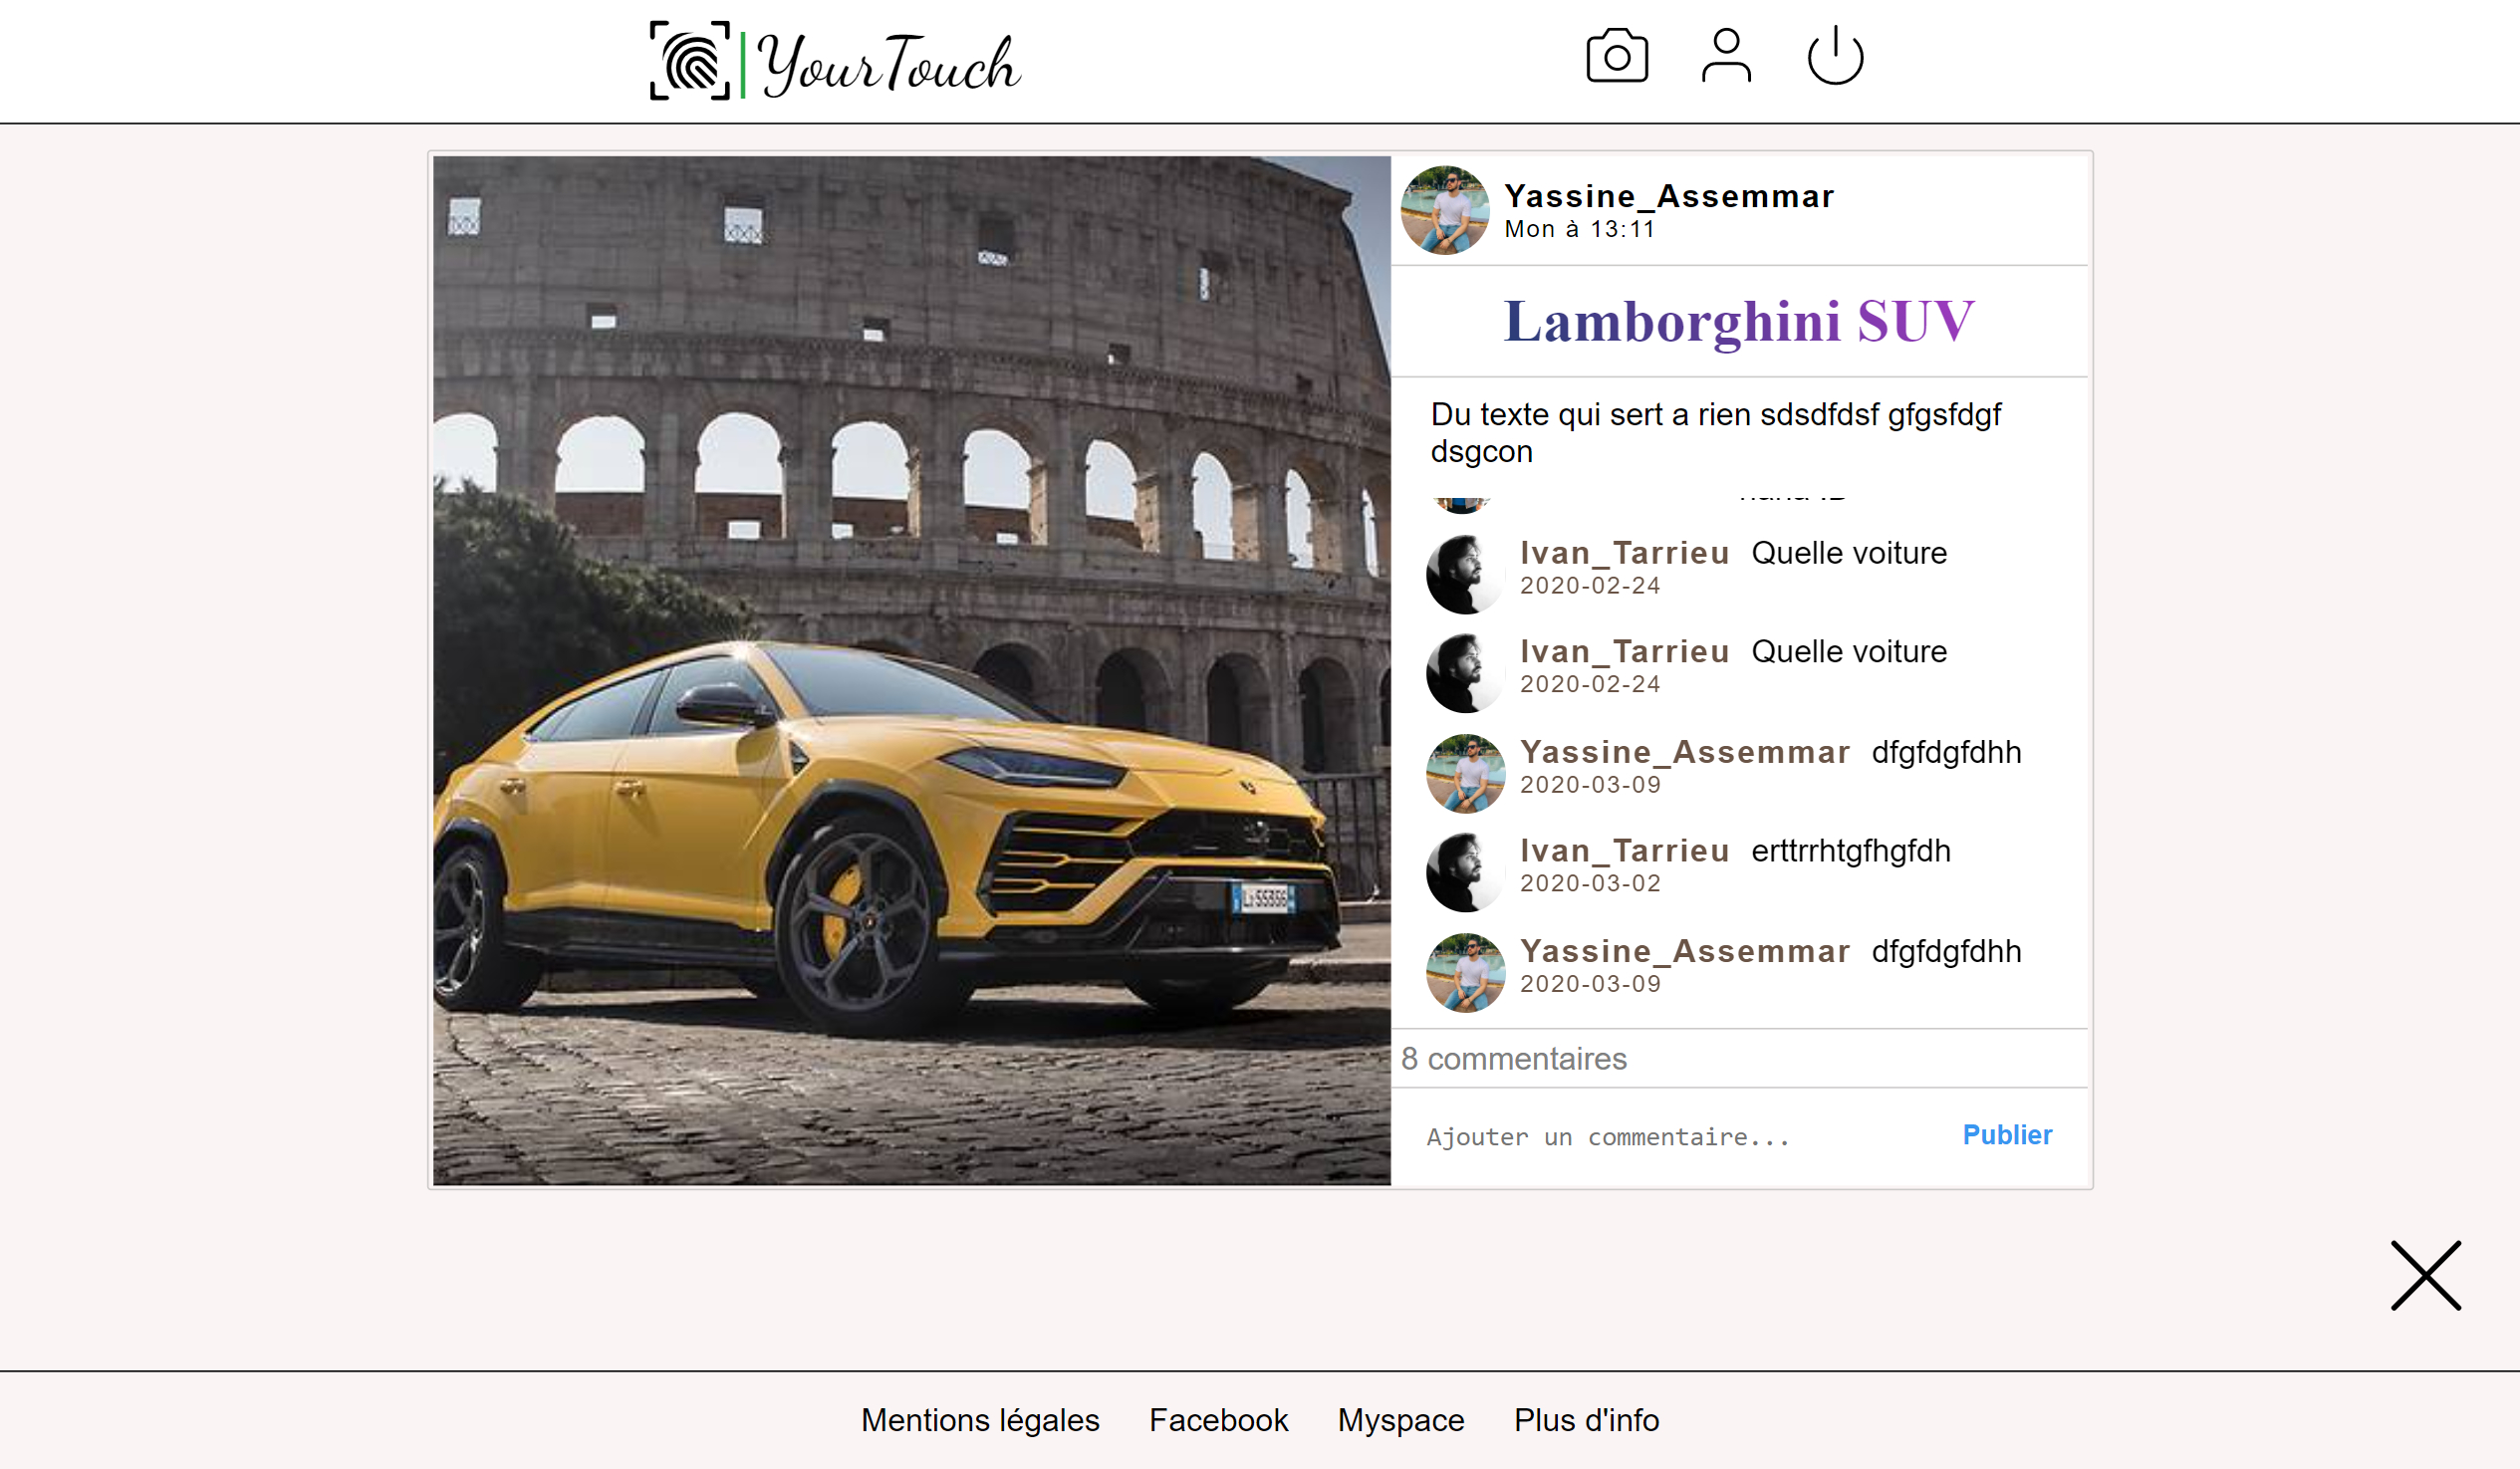 YourTouch
Yassine_Assemmar
Mon à 13:11
Lamborghini SUV
Du texte qui sert a rien sdsdfdsf gfgsfdgf
dsgcon
Ivan_Tarrieu Quelle voiture
2020-02-24
Ivan_Tarrieu Quelle voiture
2020-02-24
Yassine_Assemmar dfgfdgfdhh
2020-03-09
Ivan_Tarrieu erttrrhtgfhgfdh
2020-03-02
Yassine_Assemmar dfgfdgfdhh
2020-03-09
8 commentaires
Ajouter un commentaire...
Publier
Mentions légales Facebook Myspace Plus d'info